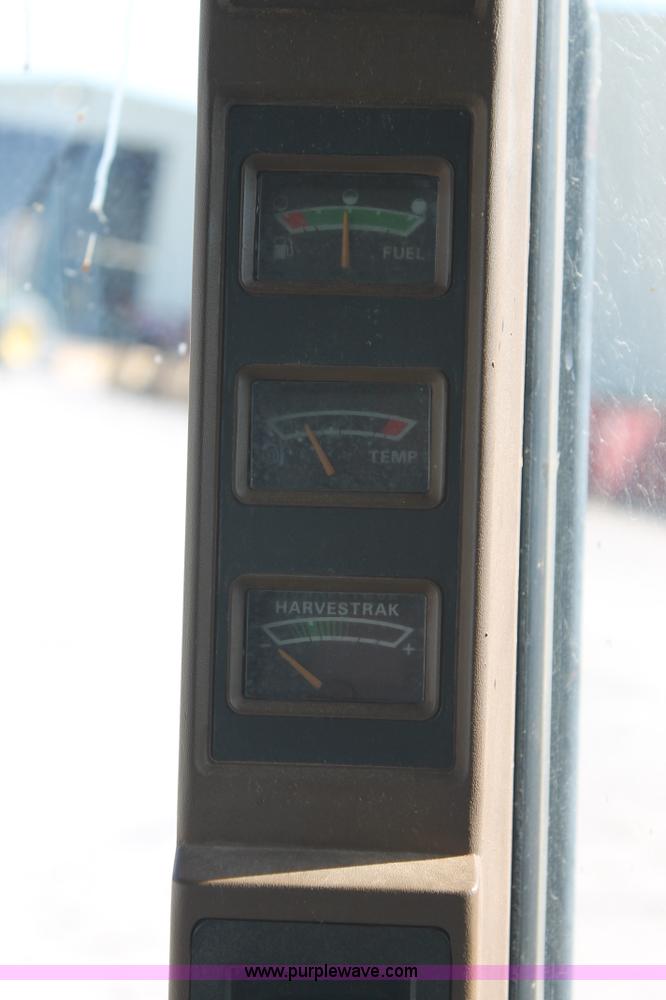 FUEL
TEMP
HARVESTRAK
- +
www.purplewave.com